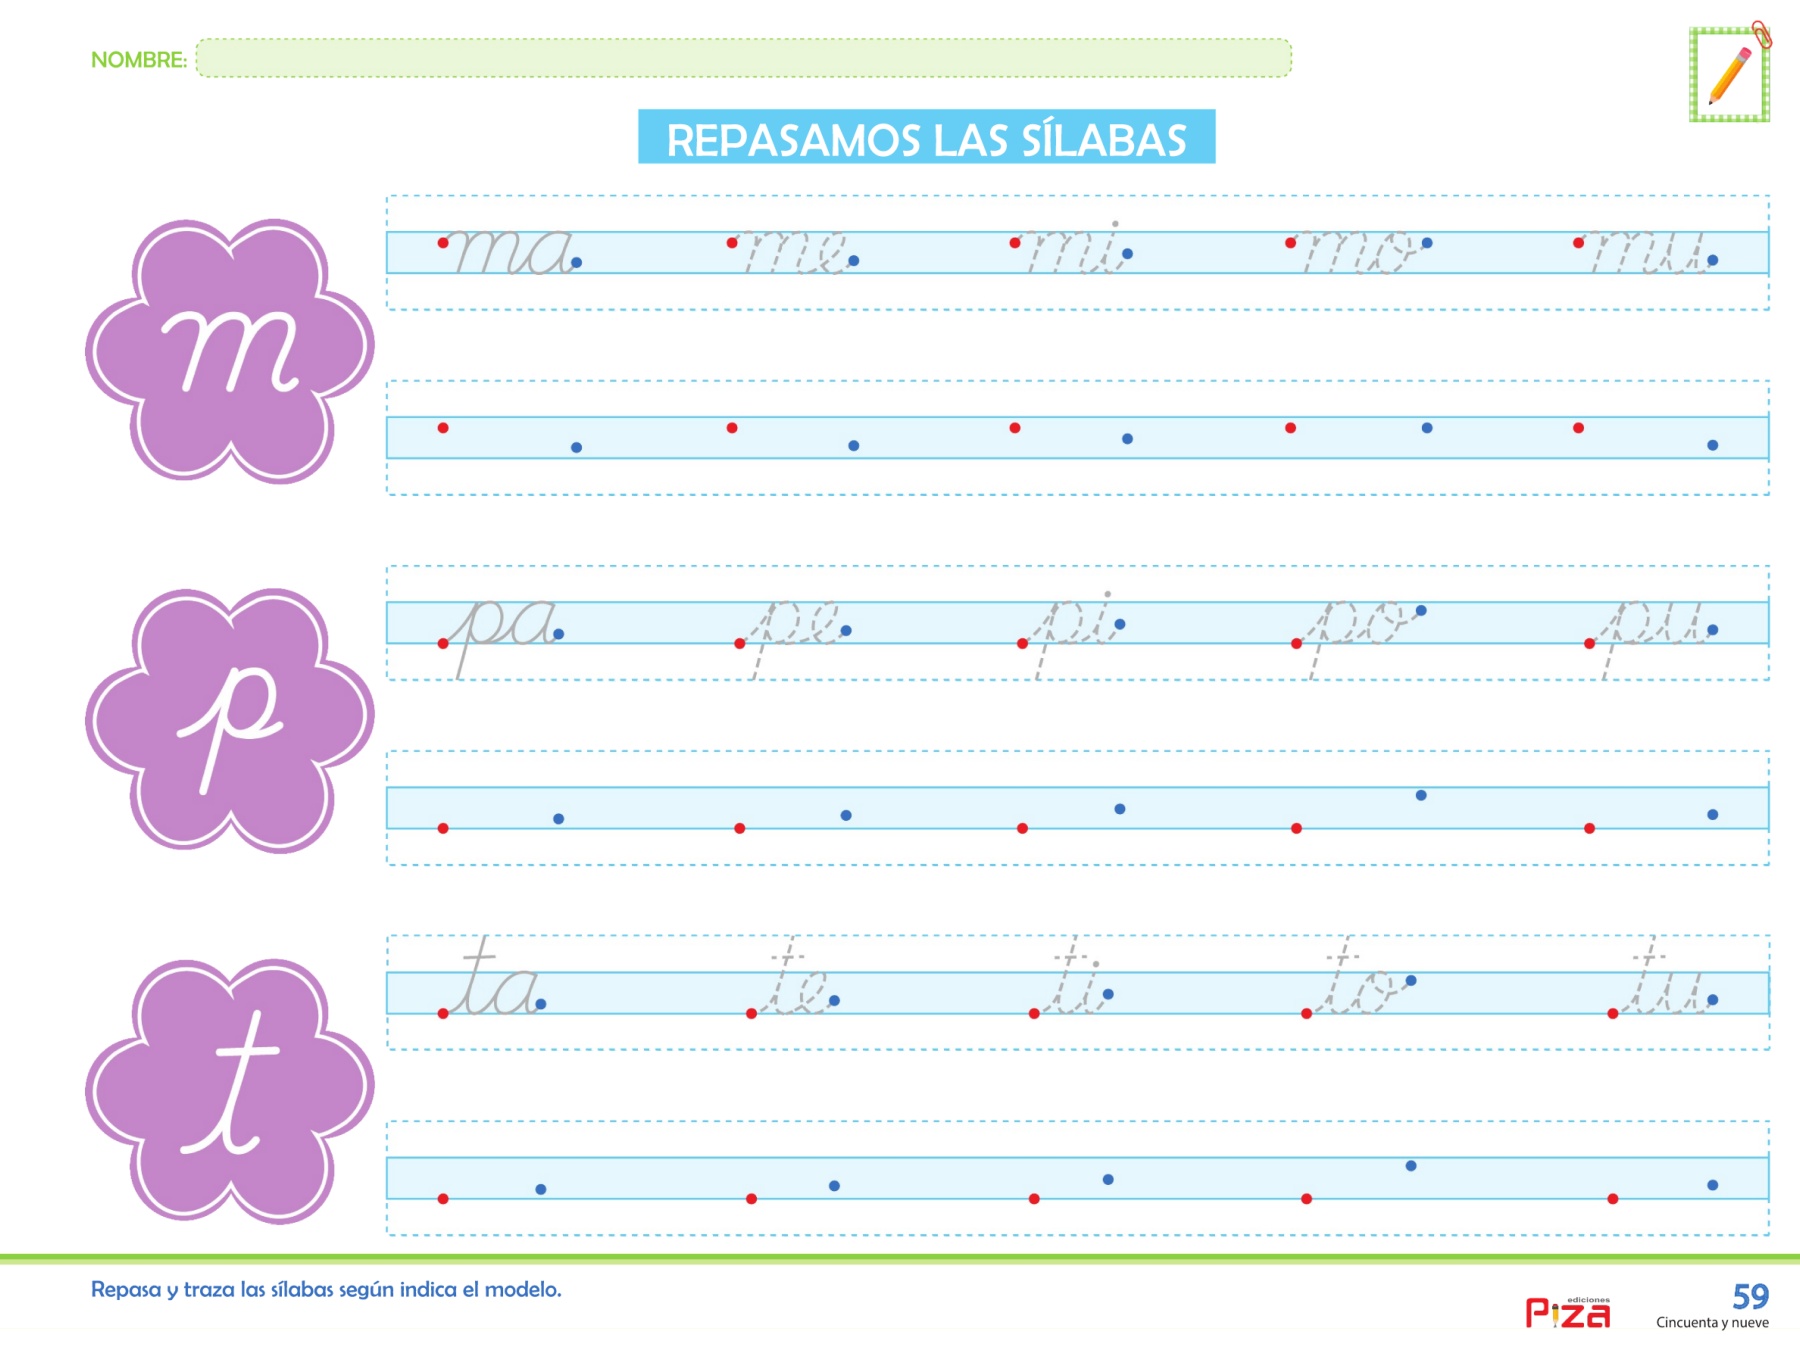 NOMBRE:
REPASAMOS LAS SÍLABAS
m
ma me mi mo mu
p
pa pe pi po pu
t
ta te ti to tu
Repasa y traza las sílabas según indica el modelo.
ediciones
Piza
59
Cincuenta y nueve